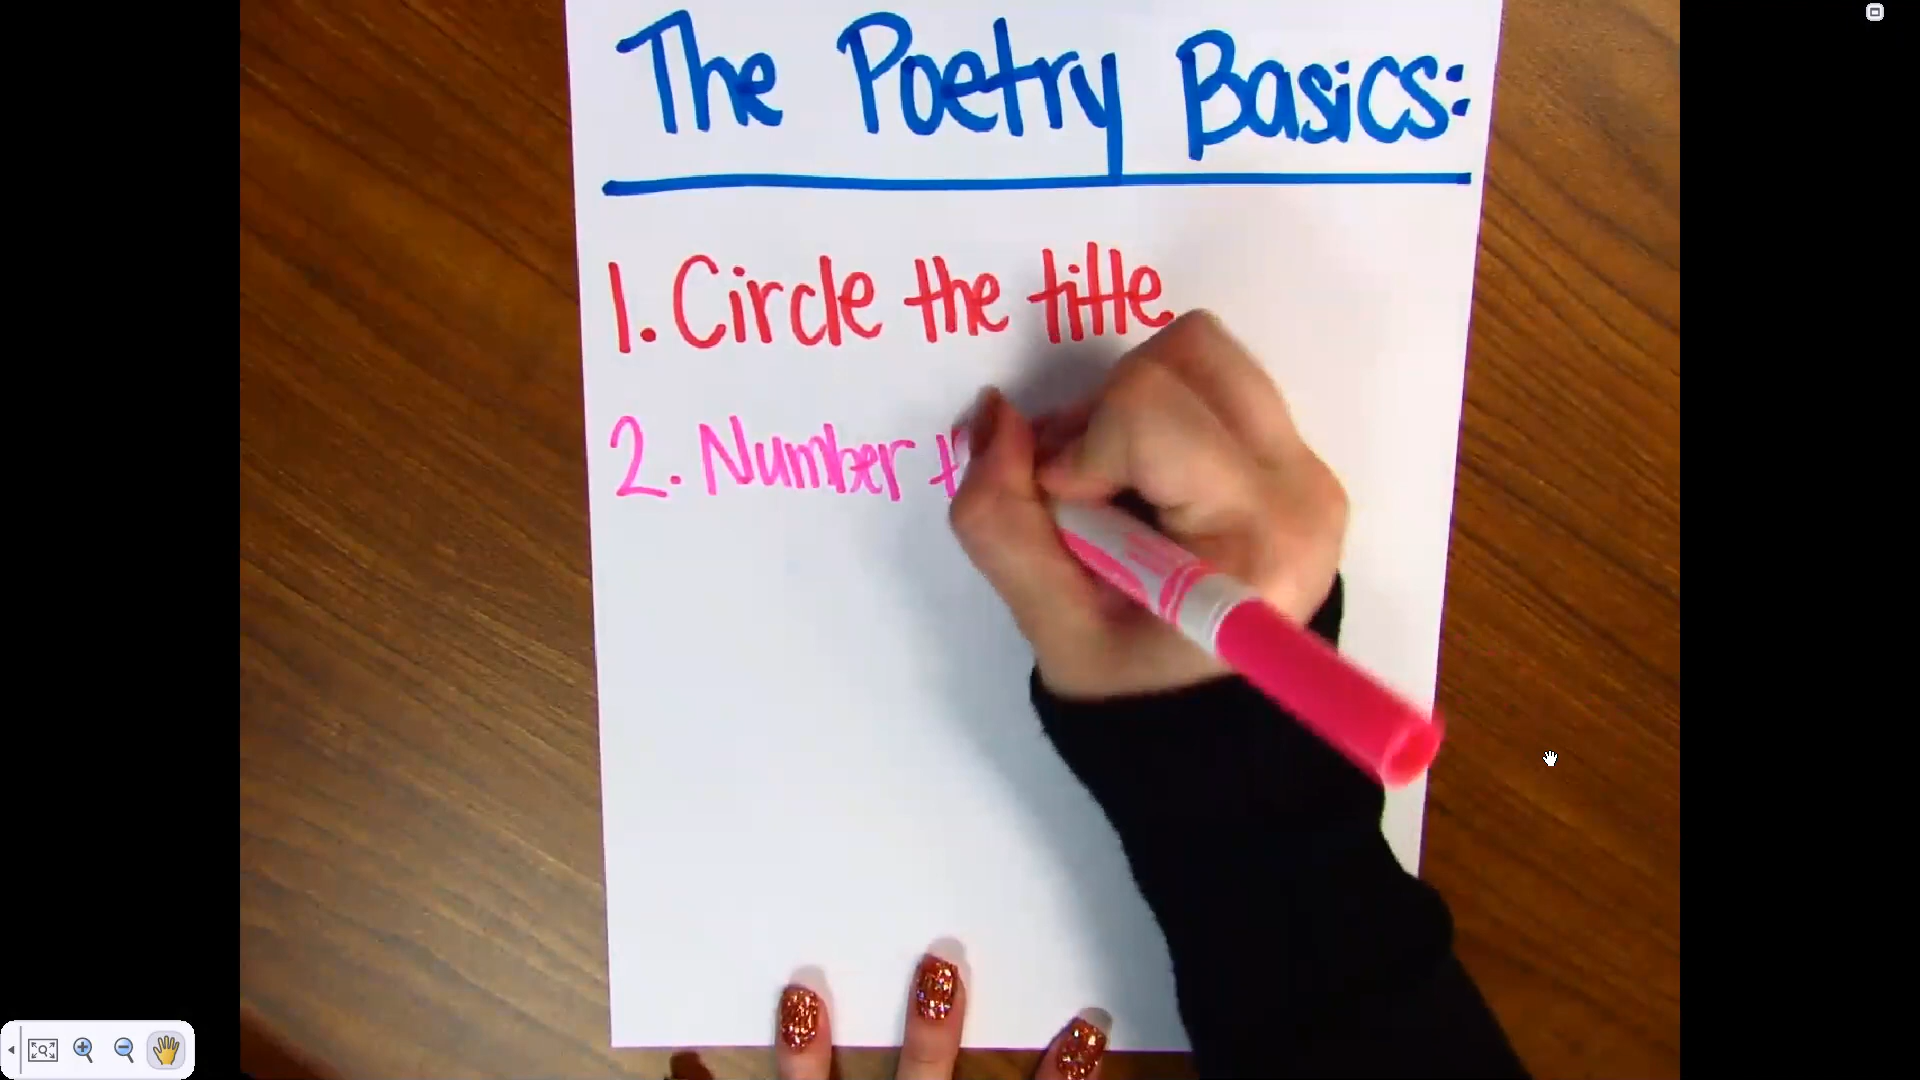 The Poetry Basics:
1. Circle the title.
2. Number